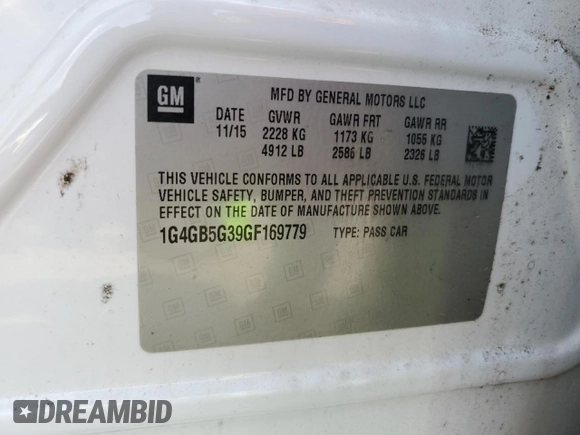 GM
MFD BY GENERAL MOTORS LLC
DATE GVWR GAWR FRT GAWR RR
11/15 2228 KG 1173 KG 1055 KG
4912 LB 2586 LB 2326 LB
THIS VEHICLE CONFORMS TO ALL APPLICABLE U.S. FEDERAL MOTOR
VEHICLE SAFETY, BUMPER, AND THEFT PREVENTION STANDARDS IN
EFFECT ON THE DATE OF MANUFACTURE SHOWN ABOVE.
1G4GB5G39GF169779 TYPE: PASS CAR
DREAMBID